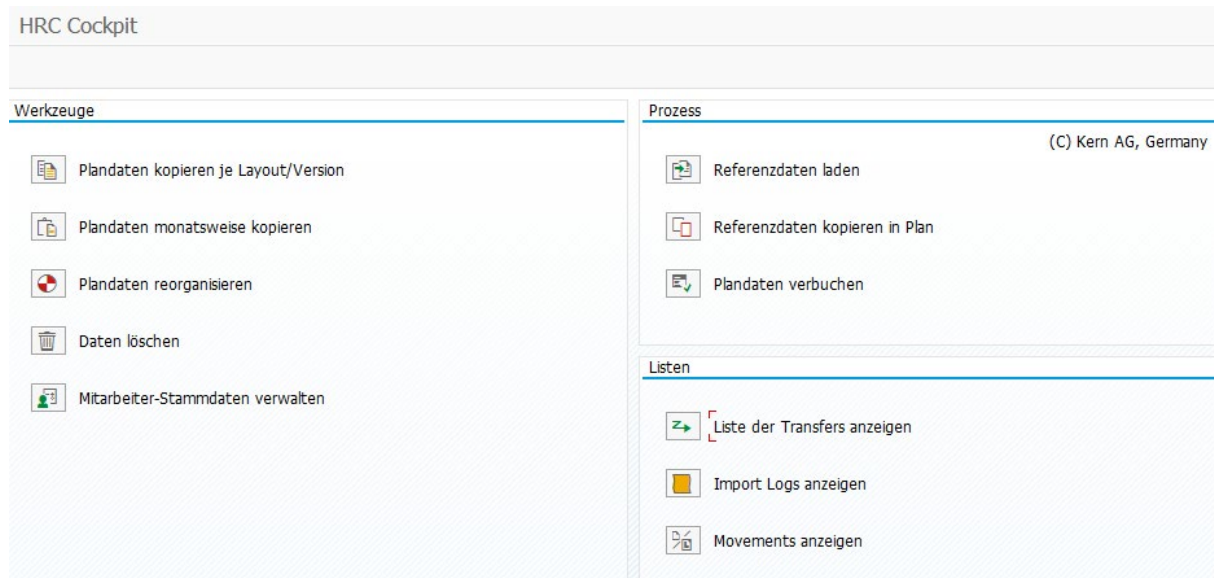 HRC Cockpit
Werkzeuge
Plandaten kopieren je Layout/Version
Plandaten monatsweise kopieren
Plandaten reorganisieren
Daten löschen
Mitarbeiter-Stammdaten verwalten
Prozess
(C) Kern AG, Germany
Referenzdaten laden
Referenzdaten kopieren in Plan
Plandaten verbuchen
Listen
Liste der Transfers anzeigen
Import Logs anzeigen
Movements anzeigen